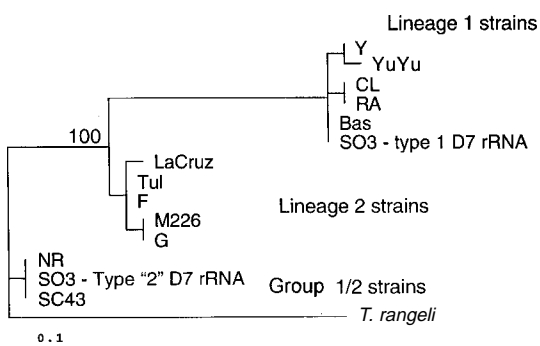 Lineage 1 strains
Y
YuYu
CL
RA
Bas
SO3 - type 1 D7 rRNA
100
LaCruz
Tul
F
Lineage 2 strains
M226
G
NR
SO3 - Type "2" D7 rRNA
Group 1/2 strains
SC43
T. rangeli
0.1